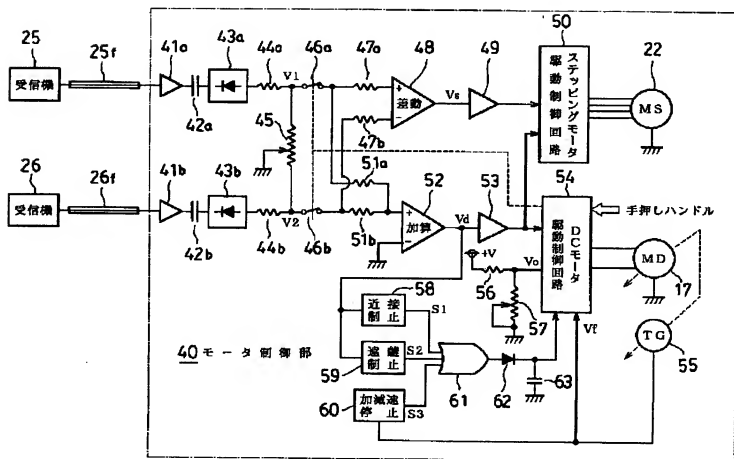 25
25f
受信機
26
26f
受信機
41a
42a
43a
44a
V1
46a
45
47a
47b
48
差動
Vs
49
50
ステッピングモータ
駆動制御回路
22
MS
41b
42b
43b
44b
V2
46b
51a
51b
52
加算
Vd
53
54
DCモータ
駆動制御回路
手押しハンドル
MD
17
+V
Vo
56
57
58
近接
制止
S1
59
遠離
制止
S2
60
加減速
停止
S3
61
62
63
Vf
TG
55
40 モータ制御部